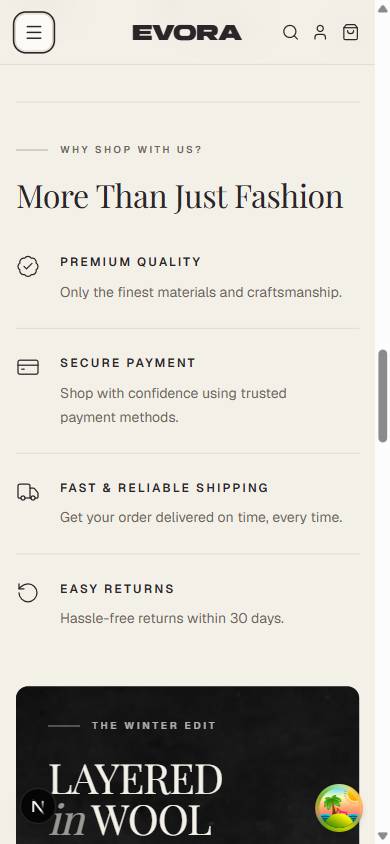 EVORA
WHY SHOP WITH US?
More Than Just Fashion
PREMIUM QUALITY
Only the finest materials and craftsmanship.
SECURE PAYMENT
Shop with confidence using trusted
payment methods.
FAST & RELIABLE SHIPPING
Get your order delivered on time, every time.
EASY RETURNS
Hassle-free returns within 30 days.
THE WINTER EDIT
LAYERED
in WOOL
N